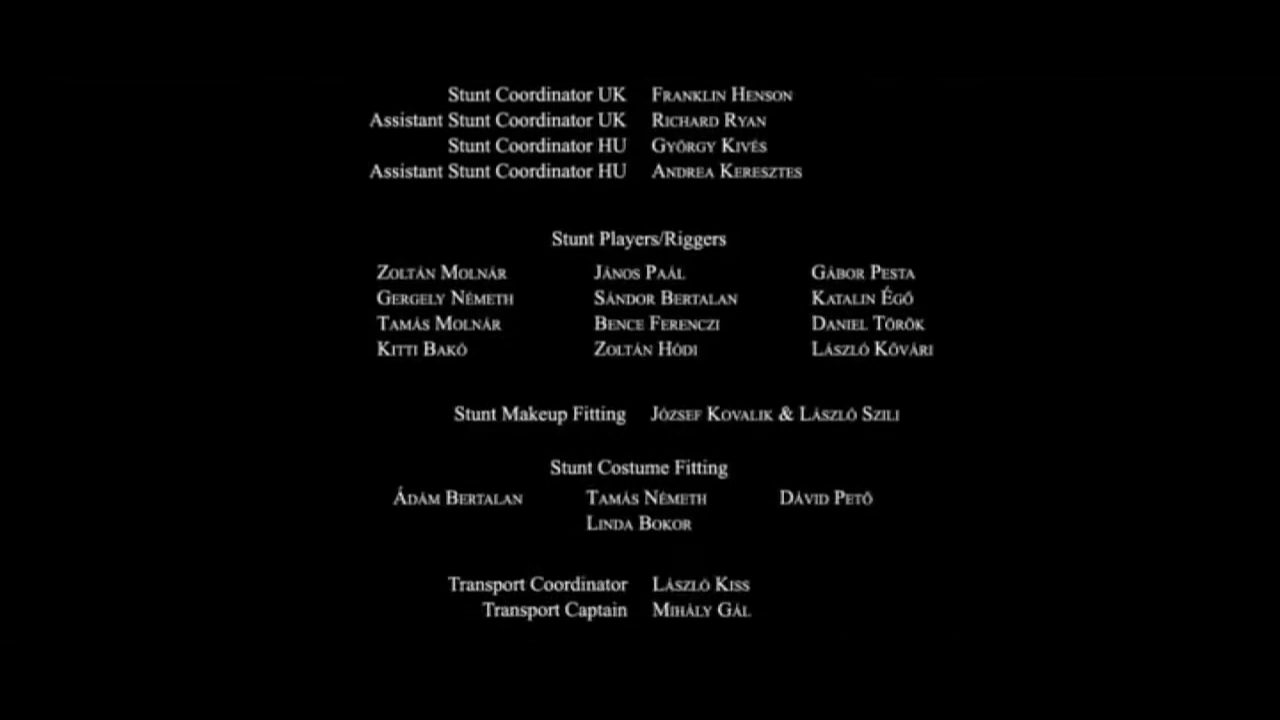 Stunt Coordinator UK Franklin Henson
Assistant Stunt Coordinator UK Richard Ryan
Stunt Coordinator HU György Kivés
Assistant Stunt Coordinator HU Andrea Keresztes
Stunt Players/Riggers
Zoltán Molnár János Paál Gábor Pesta
Gergely Németh Sándor Bertalan Katalin Égő
Tamás Molnár Bence Ferenczi Daniel Török
Kitti Bakó Zoltán Hódi László Kővári
Stunt Makeup Fitting József Kovalik & László Szili
Stunt Costume Fitting
Ádám Bertalan Tamás Németh Dávid Pető
Linda Bokor
Transport Coordinator László Kiss
Transport Captain Mihály Gál